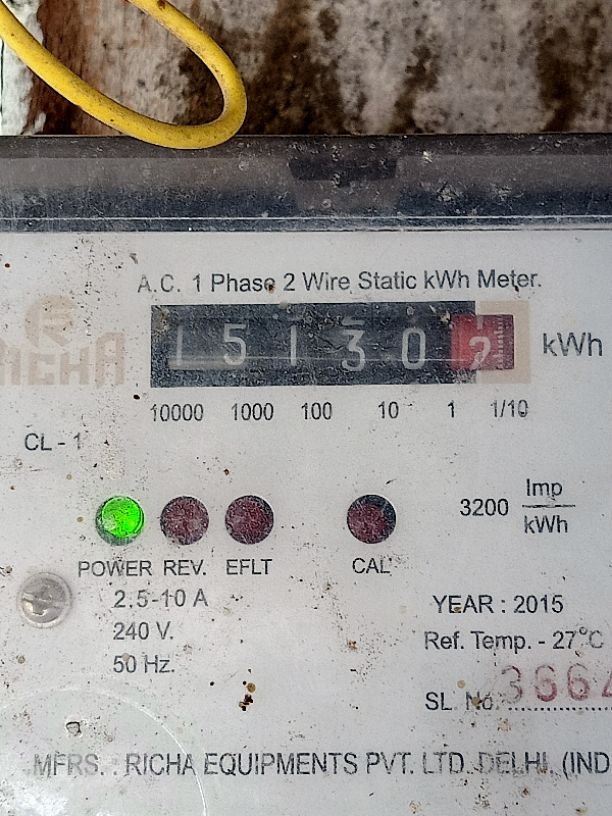 A.C. 1 Phase 2 Wire Static kWh Meter.
RICHA
15130 2 kWh
10000 1000 100 10 1 1/10
CL - 1
3200 Imp
kWh
POWER REV. EFLT CAL
2.5-10 A
240 V.
50 Hz.
YEAR : 2015
Ref. Temp. - 27°C
SL. No. 3664
MFRS. : RICHA EQUIPMENTS PVT. LTD. DELHI. (IND